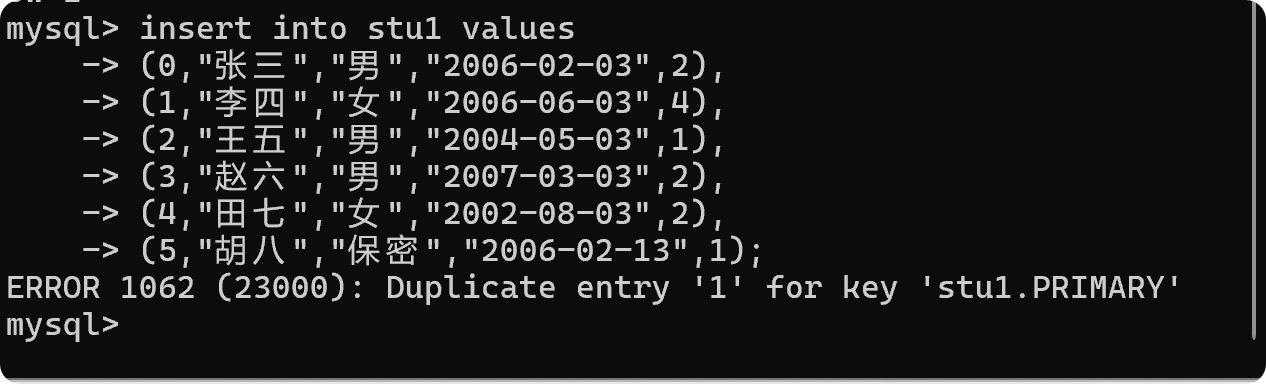 mysql> insert into stu1 values
    -> (0,"张三","男","2006-02-03",2),
    -> (1,"李四","女","2006-06-03",4),
    -> (2,"王五","男","2004-05-03",1),
    -> (3,"赵六","男","2007-03-03",2),
    -> (4,"田七","女","2002-08-03",2),
    -> (5,"胡八","保密","2006-02-13",1);
ERROR 1062 (23000): Duplicate entry '1' for key 'stu1.PRIMARY'
mysql>